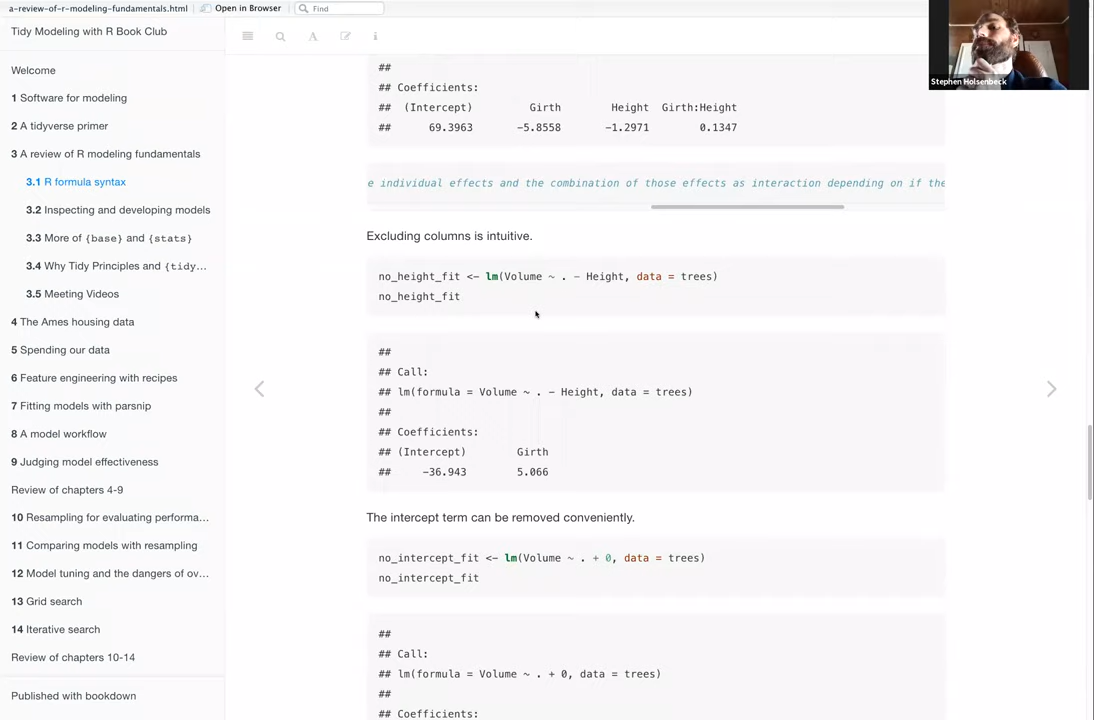 a-review-of-r-modeling-fundamentals.html
Open in Browser
Find
Tidy Modeling with R Book Club
Welcome
1 Software for modeling
2 A tidyverse primer
3 A review of R modeling fundamentals
3.1 R formula syntax
3.2 Inspecting and developing models
3.3 More of {base} and {stats}
3.4 Why Tidy Principles and {tidy...
3.5 Meeting Videos
4 The Ames housing data
5 Spending our data
6 Feature engineering with recipes
7 Fitting models with parsnip
8 A model workflow
9 Judging model effectiveness
Review of chapters 4-9
10 Resampling for evaluating performa...
11 Comparing models with resampling
12 Model tuning and the dangers of ov...
13 Grid search
14 Iterative search
Review of chapters 10-14
Published with bookdown
##
## Coefficients:
## (Intercept) Girth Height Girth:Height
## 69.3963 -5.8558 -1.2971 0.1347
e individual effects and the combination of those effects as interaction depending on if the
Excluding columns is intuitive.
no_height_fit <- lm(Volume ~ . - Height, data = trees)
no_height_fit
##
## Call:
## lm(formula = Volume ~ . - Height, data = trees)
##
## Coefficients:
## (Intercept) Girth
## -36.943 5.066
The intercept term can be removed conveniently.
no_intercept_fit <- lm(Volume ~ . + 0, data = trees)
no_intercept_fit
##
## Call:
## lm(formula = Volume ~ . + 0, data = trees)
##
## Coefficients:
Stephen Holsenbeck